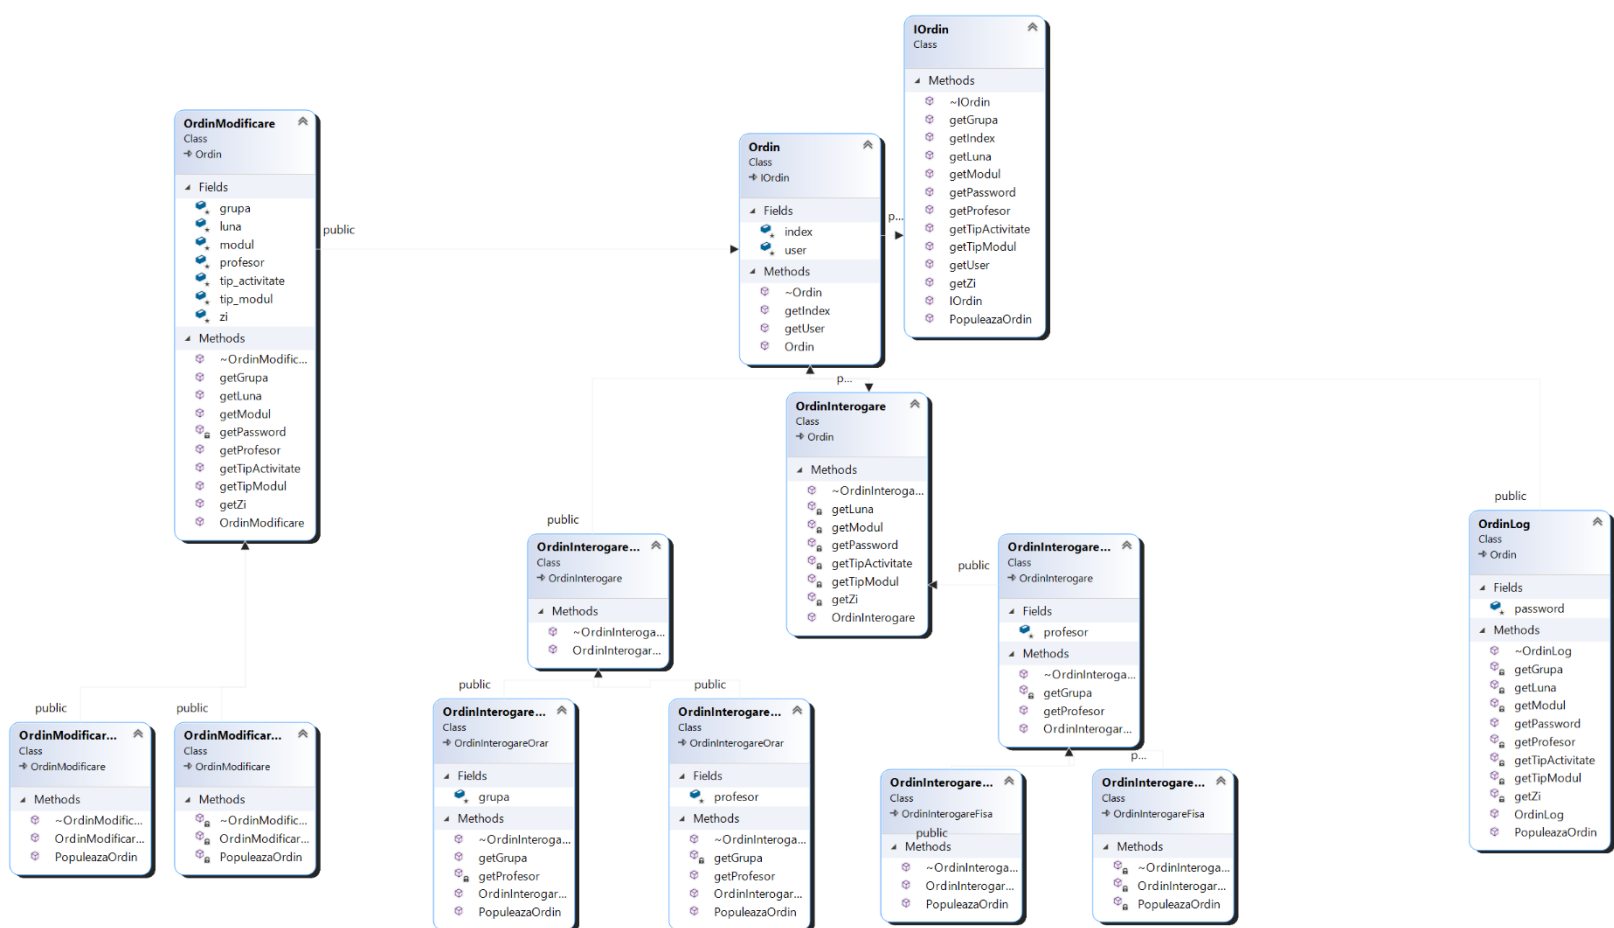 IOrdin
Class
Methods
~IOrdin
getGrupa
getIndex
getLuna
getModul
getPassword
getProfesor
getTipActivitate
getTipModul
getUser
getZi
IOrdin
PopuleazaOrdin
OrdinModificare
Class
Ordin
Fields
grupa
luna
modul
profesor
tip_activitate
tip_modul
zi
Methods
~OrdinModific...
getGrupa
getLuna
getModul
getPassword
getProfesor
getTipActivitate
getTipModul
getZi
OrdinModificare
public
Ordin
Class
IOrdin
Fields
index
user
Methods
~Ordin
getIndex
getUser
Ordin
p...
p...
OrdinInterogare
Class
Ordin
Methods
~OrdinInteroga...
getLuna
getModul
getPassword
getTipActivitate
getTipModul
getZi
OrdinInterogare
public
OrdinInterogare...
Class
OrdinInterogare
Methods
~OrdinInteroga...
OrdinInterogar...
public
OrdinInterogare...
Class
OrdinInterogare
Fields
profesor
Methods
~OrdinInteroga...
getGrupa
getProfesor
OrdinInterogar...
public
OrdinLog
Class
Ordin
Fields
password
Methods
~OrdinLog
getGrupa
getLuna
getModul
getPassword
getProfesor
getTipActivitate
getTipModul
getZi
OrdinLog
PopuleazaOrdin
public
OrdinModificar...
Class
OrdinModificare
Methods
~OrdinModific...
OrdinModificar...
PopuleazaOrdin
public
OrdinModificar...
Class
OrdinModificare
Methods
~OrdinModific...
OrdinModificar...
PopuleazaOrdin
public
OrdinInterogare...
Class
OrdinInterogareOrar
Fields
grupa
Methods
~OrdinInteroga...
getGrupa
getProfesor
OrdinInterogar...
PopuleazaOrdin
public
OrdinInterogare...
Class
OrdinInterogareOrar
Fields
profesor
Methods
~OrdinInteroga...
getGrupa
getProfesor
OrdinInterogar...
PopuleazaOrdin
OrdinInterogare...
Class
OrdinInterogareFisa
public
Methods
~OrdinInteroga...
OrdinInterogar...
PopuleazaOrdin
p...
OrdinInterogare...
Class
OrdinInterogareFisa
Methods
~OrdinInteroga...
OrdinInterogar...
PopuleazaOrdin